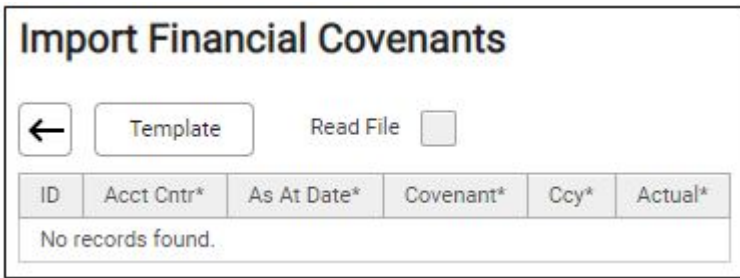 Import Financial Covenants
Template Read File
ID Acct Cntr* As At Date* Covenant* Ccy* Actual*
No records found.